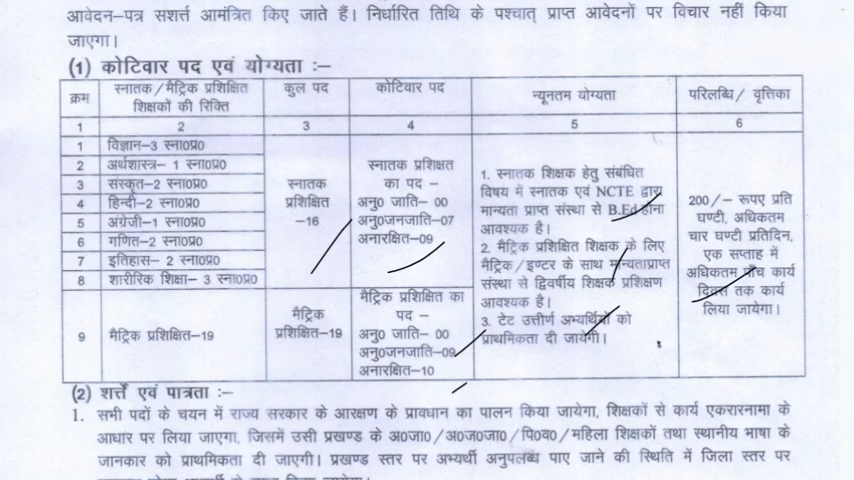 आवेदन–पत्र सशर्त्त आमंत्रित किए जाते हैं। निर्धारित तिथि के पश्चात् प्राप्त आवेदनों पर विचार नहीं किया
जाएगा।
(1) कोटिवार पद एवं योग्यता :–
क्रम
स्नातक/मैट्रिक प्रशिक्षित
शिक्षकों की रिक्ति
कुल पद
कोटिवार पद
न्यूनतम योग्यता
परिलब्धि/ वृत्तिका
1 2 3 4 5 6
1 विज्ञान–3 स्ना0प्र0
2 अर्थशास्त्र– 1 स्ना0प्र0
3 संस्कृत–2 स्ना0प्र0
4 हिन्दी–2 स्ना0प्र0
5 अंग्रेजी–1 स्ना0प्र0
6 गणित–2 स्ना0प्र0
7 इतिहास– 2 स्ना0प्र0
8 शारीरिक शिक्षा– 3 स्ना0प्र0
स्नातक
प्रशिक्षित
–16
स्नातक प्रशिक्षत
का पद –
अनु0 जाति– 00
अनु0जनजाति–07
अनारक्षित–09
9 मैट्रिक प्रशिक्षित–19
मैट्रिक
प्रशिक्षित–19
मैट्रिक प्रशिक्षित का
पद –
अनु0 जाति– 00
अनु0जनजाति–09
अनारक्षित–10
1. स्नातक शिक्षक हेतु संबंधित
विषय में स्नातक एवं NCTE द्वारा
मान्यता प्राप्त संस्था से B.Ed होना
आवश्यक है।
2. मैट्रिक प्रशिक्षित शिक्षक के लिए
मैट्रिक/इण्टर के साथ मान्यताप्राप्त
संस्था से द्विवर्षीय शिक्षक प्रशिक्षण
आवश्यक है।
3. टेट उत्तीर्ण अभ्यर्थियों को
प्राथमिकता दी जायेगी।
200/– रूपए प्रति
घण्टी, अधिकतम
चार घण्टी प्रतिदिन,
एक सप्ताह में
अधिकतम पाँच कार्य
दिवस तक कार्य
लिया जायेगा।
(2) शर्त्तें एवं पात्रता :–
1. सभी पदों के चयन में राज्य सरकार के आरक्षण के प्रावधान का पालन किया जायेगा, शिक्षकों से कार्य एकरारनामा के
आधार पर लिया जाएगा, जिसमें उसी प्रखण्ड के अ0जा0/अ0ज0जा0/पि0व0/महिला शिक्षकों तथा स्थानीय भाषा के
जानकार को प्राथमिकता दी जाएगी। प्रखण्ड स्तर पर अभ्यर्थी अनुपलब्ध पाए जाने की स्थिति में जिला स्तर पर